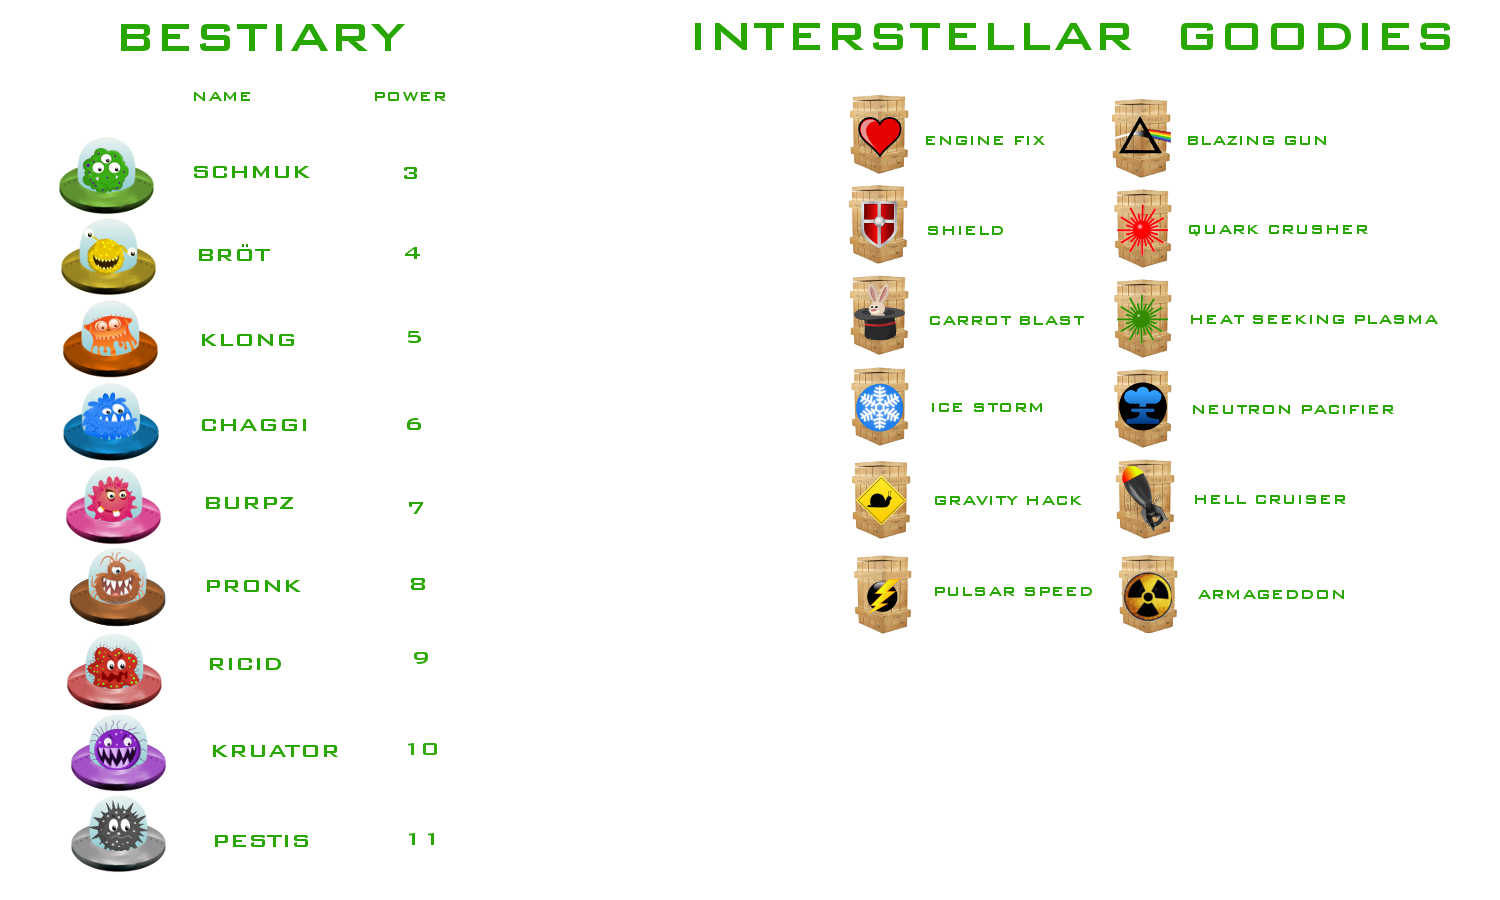 BESTIARY
NAME POWER
SCHMUK 3
BRÖT 4
KLONG 5
CHAGGI 6
BURPZ 7
PRONK 8
RICID 9
KRUATOR 10
PESTIS 11
INTERSTELLAR GOODIES
ENGINE FIX
SHIELD
CARROT BLAST
ICE STORM
GRAVITY HACK
PULSAR SPEED
BLAZING GUN
QUARK CRUSHER
HEAT SEEKING PLASMA
NEUTRON PACIFIER
HELL CRUISER
ARMAGEDDON